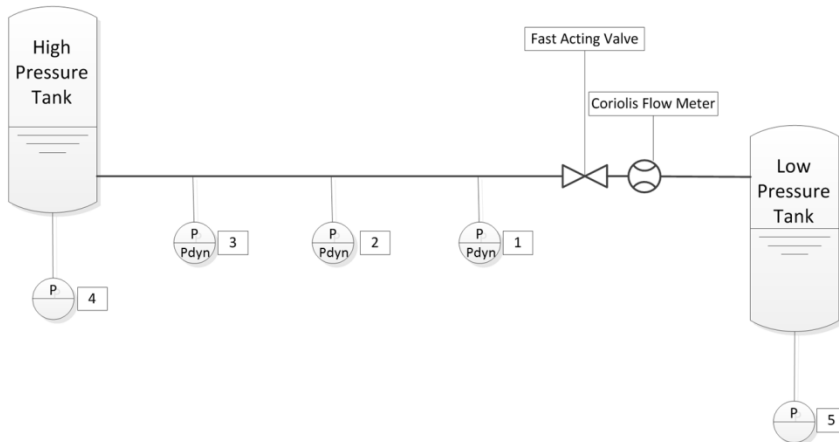 High
Pressure
Tank
Fast Acting Valve
Coriolis Flow Meter
Low
Pressure
Tank
P
Pdyn
3
P
Pdyn
2
P
Pdyn
1
P
4
P
5